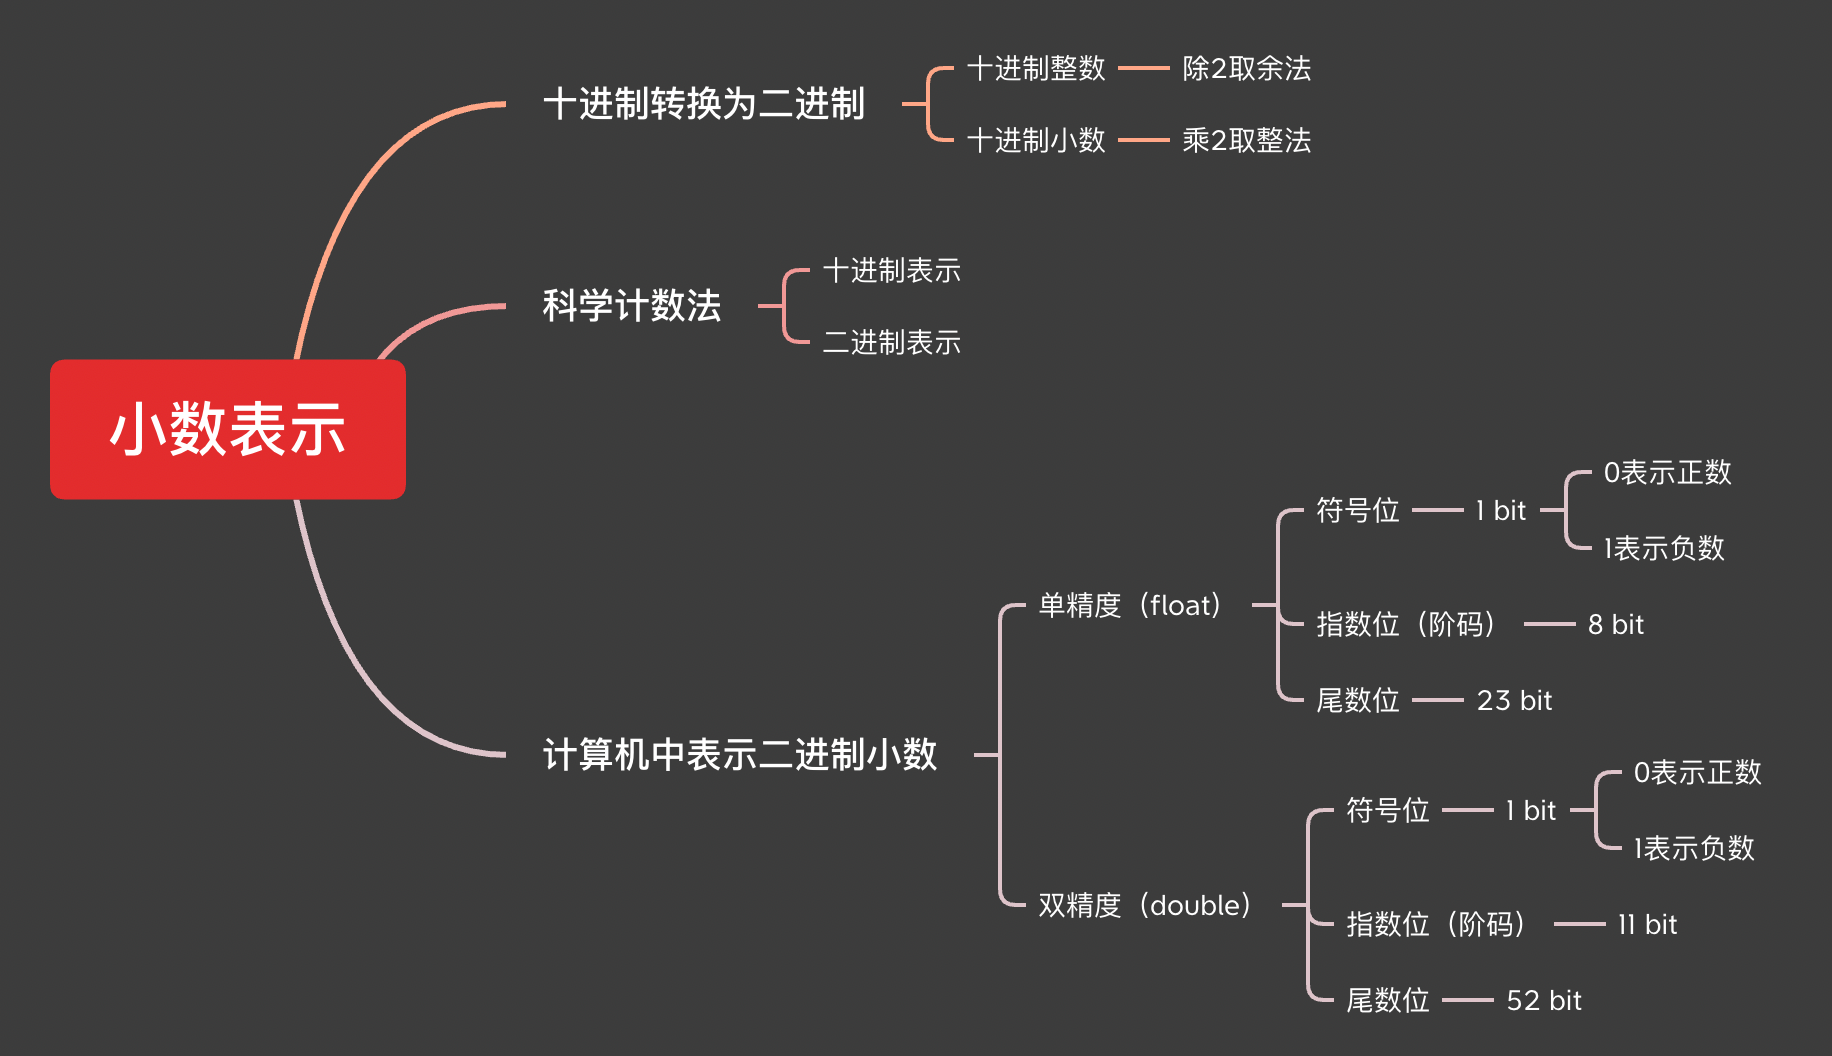 小数表示
十进制转换为二进制
十进制整数
除2取余法
十进制小数
乘2取整法
科学计数法
十进制表示
二进制表示
计算机中表示二进制小数
单精度（float）
符号位
1 bit
0表示正数
1表示负数
指数位（阶码）
8 bit
尾数位
23 bit
双精度（double）
符号位
1 bit
0表示正数
1表示负数
指数位（阶码）
11 bit
尾数位
52 bit